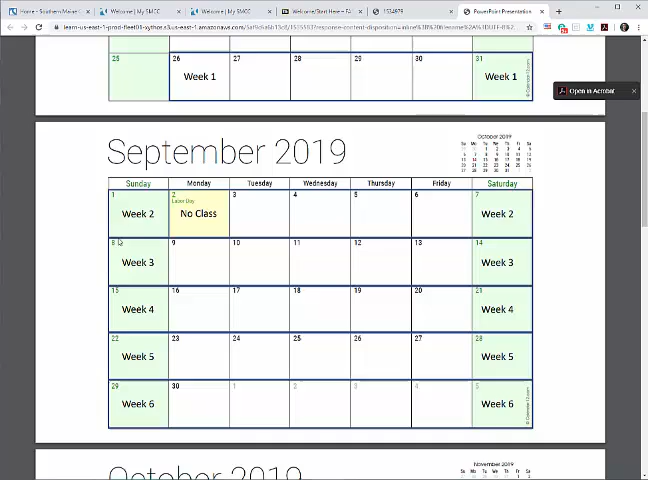 Home - Southern Maine C
Welcome | My SMCC
Welcome | My SMCC
Welcome/Start Here – FA
1534979
PowerPoint Presentation
Open in Acrobat
25 26 27 28 29 30 31
Week 1 Week 1
September 2019
October 2019
Sunday Monday Tuesday Wednesday Thursday Friday Saturday
1 2 3 4 5 6 7
Labor Day
Week 2 No Class Week 2
8 9 10 11 12 13 14
Week 3 Week 3
15 16 17 18 19 20 21
Week 4 Week 4
22 23 24 25 26 27 28
Week 5 Week 5
29 30 1 2 3 4 5
Week 6 Week 6
October 2019
November 2019